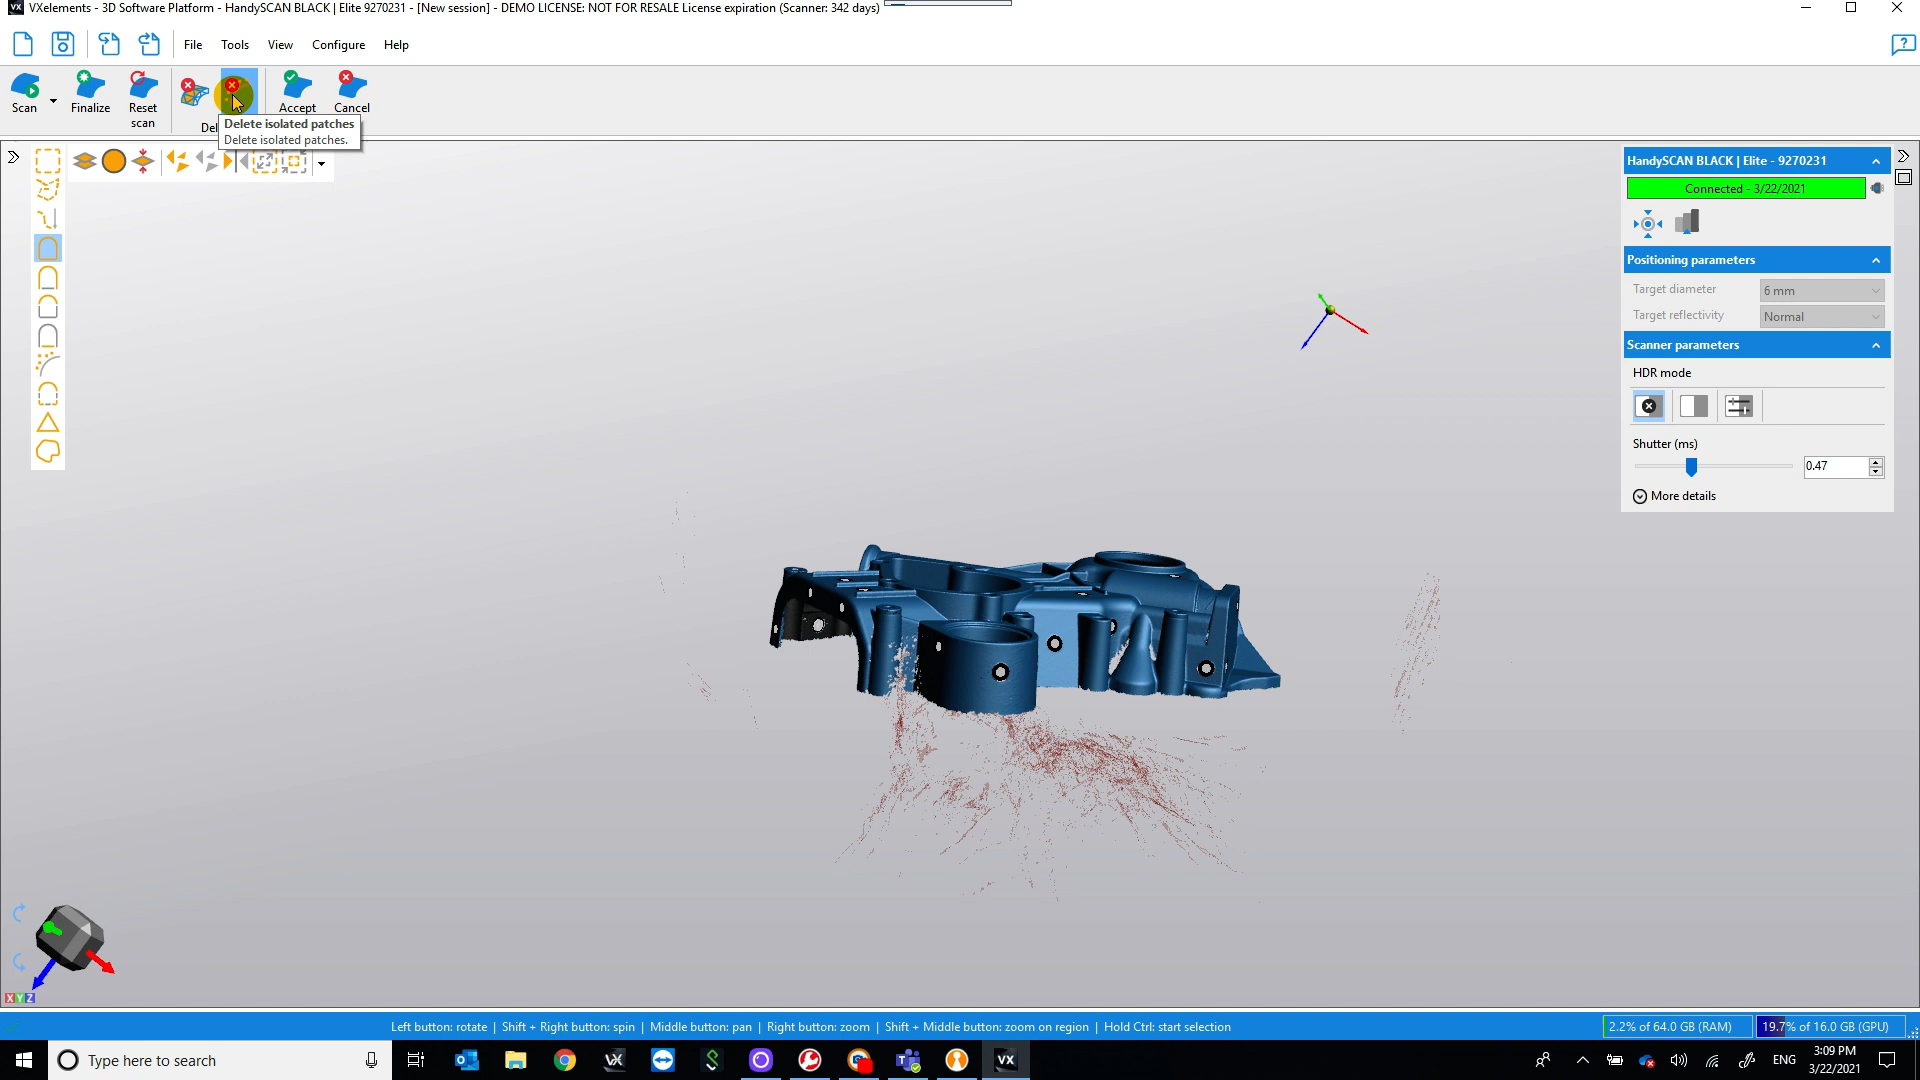 VXelements - 3D Software Platform - HandySCAN BLACK | Elite 9270231 - [New session] - DEMO LICENSE: NOT FOR RESALE License expiration (Scanner: 342 days)
File Tools View Configure Help
Scan Finalize Reset scan Accept Cancel
Del
Delete isolated patches
Delete isolated patches.
HandySCAN BLACK | Elite - 9270231
Connected - 3/22/2021
Positioning parameters
Target diameter 6 mm
Target reflectivity Normal
Scanner parameters
HDR mode
Shutter (ms)
0.47
More details
X Y Z
Left button: rotate | Shift + Right button: spin | Middle button: pan | Right button: zoom | Shift + Middle button: zoom on region | Hold Ctrl: start selection
2.2% of 64.0 GB (RAM) 19.7% of 16.0 GB (GPU)
Type here to search
VX
ENG
3:09 PM
3/22/2021